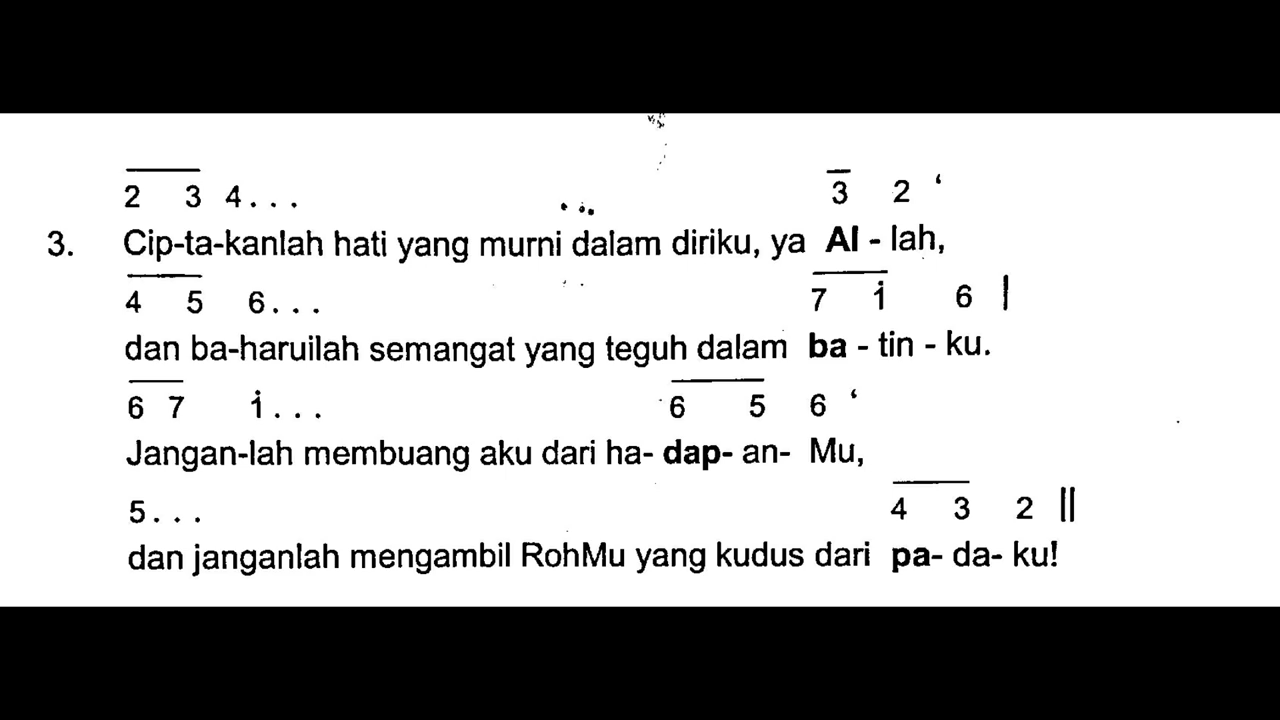 2 3 4... 3 2 ‘
3. Cip-ta-kanlah hati yang murni dalam diriku, ya Al - lah,
4 5 6... 7 i 6 |
dan ba-haruilah semangat yang teguh dalam ba - tin - ku.
6 7 i... 6 5 6 ‘
Jangan-lah membuang aku dari ha- dap- an- Mu,
5... 4 3 2 ||
dan janganlah mengambil RohMu yang kudus dari pa- da- ku!